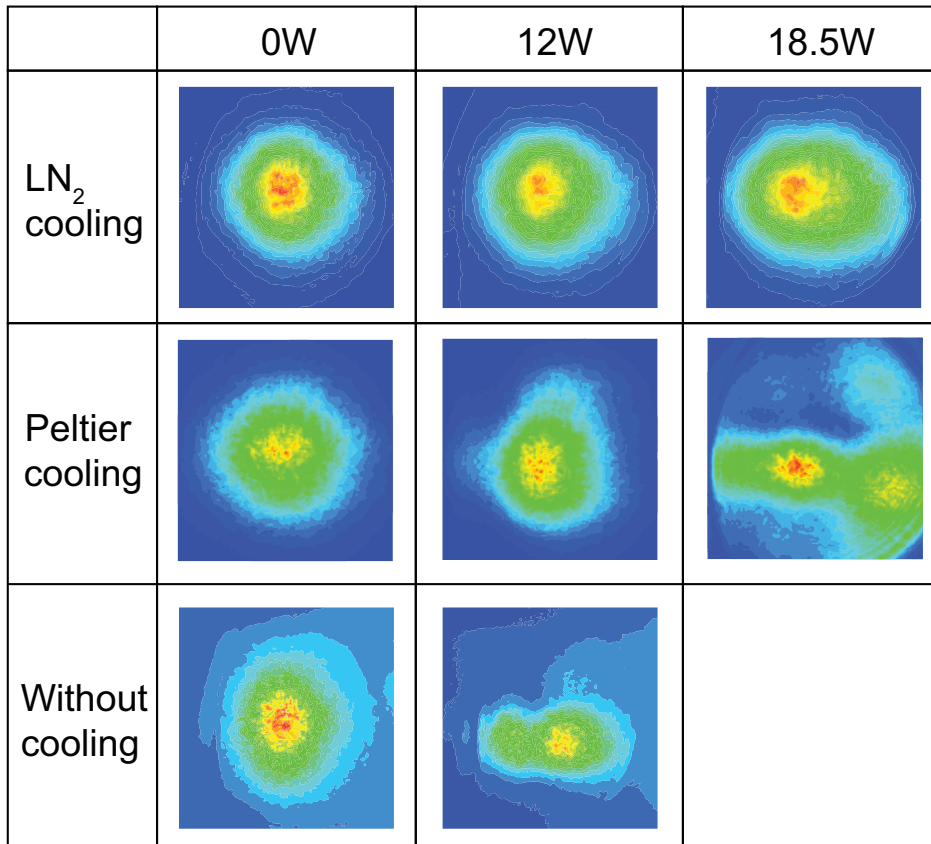 0W 12W 18.5W
LN₂
cooling
Peltier
cooling
Without
cooling